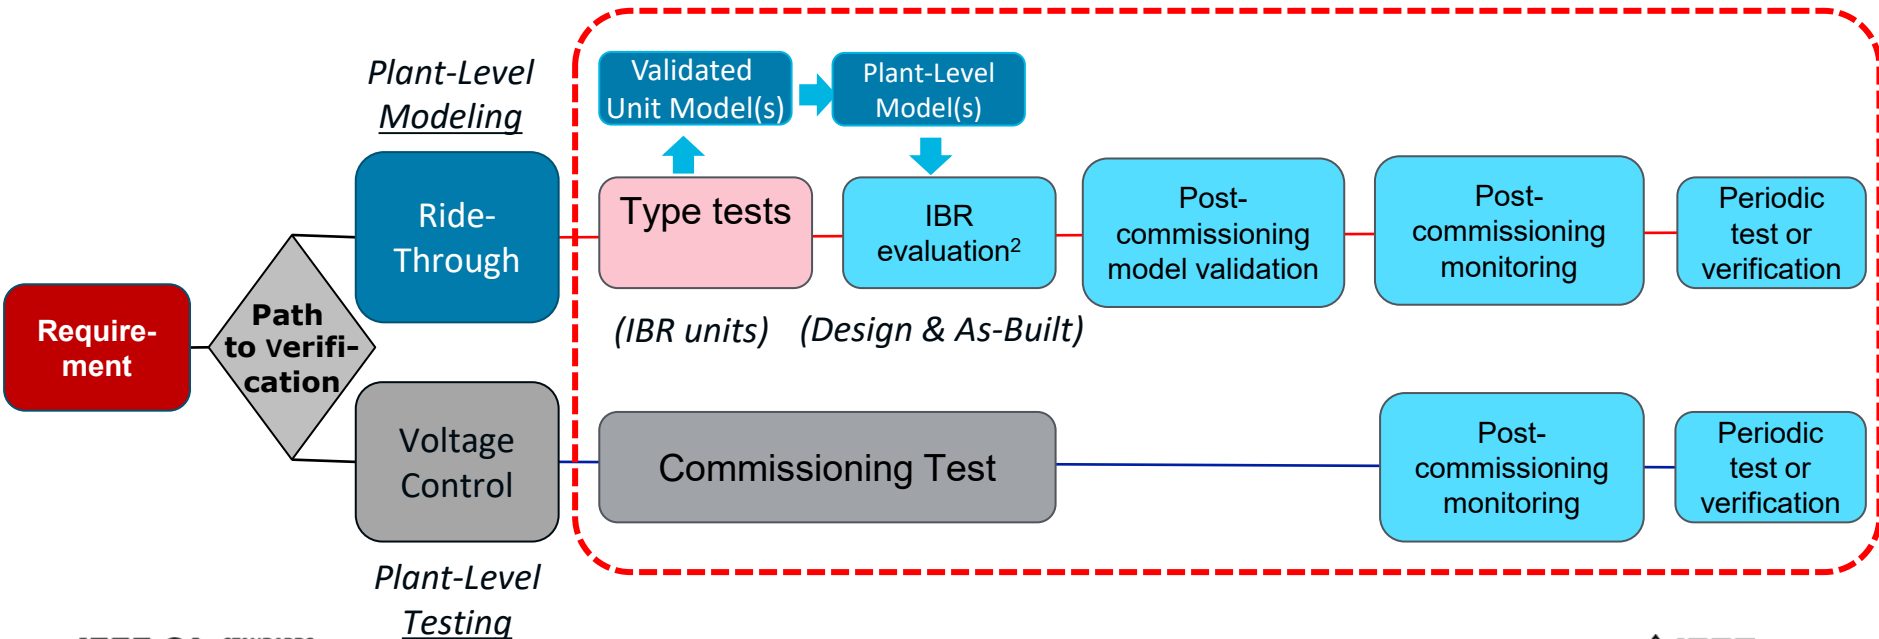 Plant-Level
Modeling
Validated
Unit Model(s)
Plant-Level
Model(s)
Ride-
Through
Type tests
IBR
evaluation²
Post-
commissioning
model validation
Post-
commissioning
monitoring
Periodic
test or
verification
(IBR units)
(Design & As-Built)
Require-
ment
Path
to Verifi-
cation
Voltage
Control
Commissioning Test
Post-
commissioning
monitoring
Periodic
test or
verification
Plant-Level
Testing